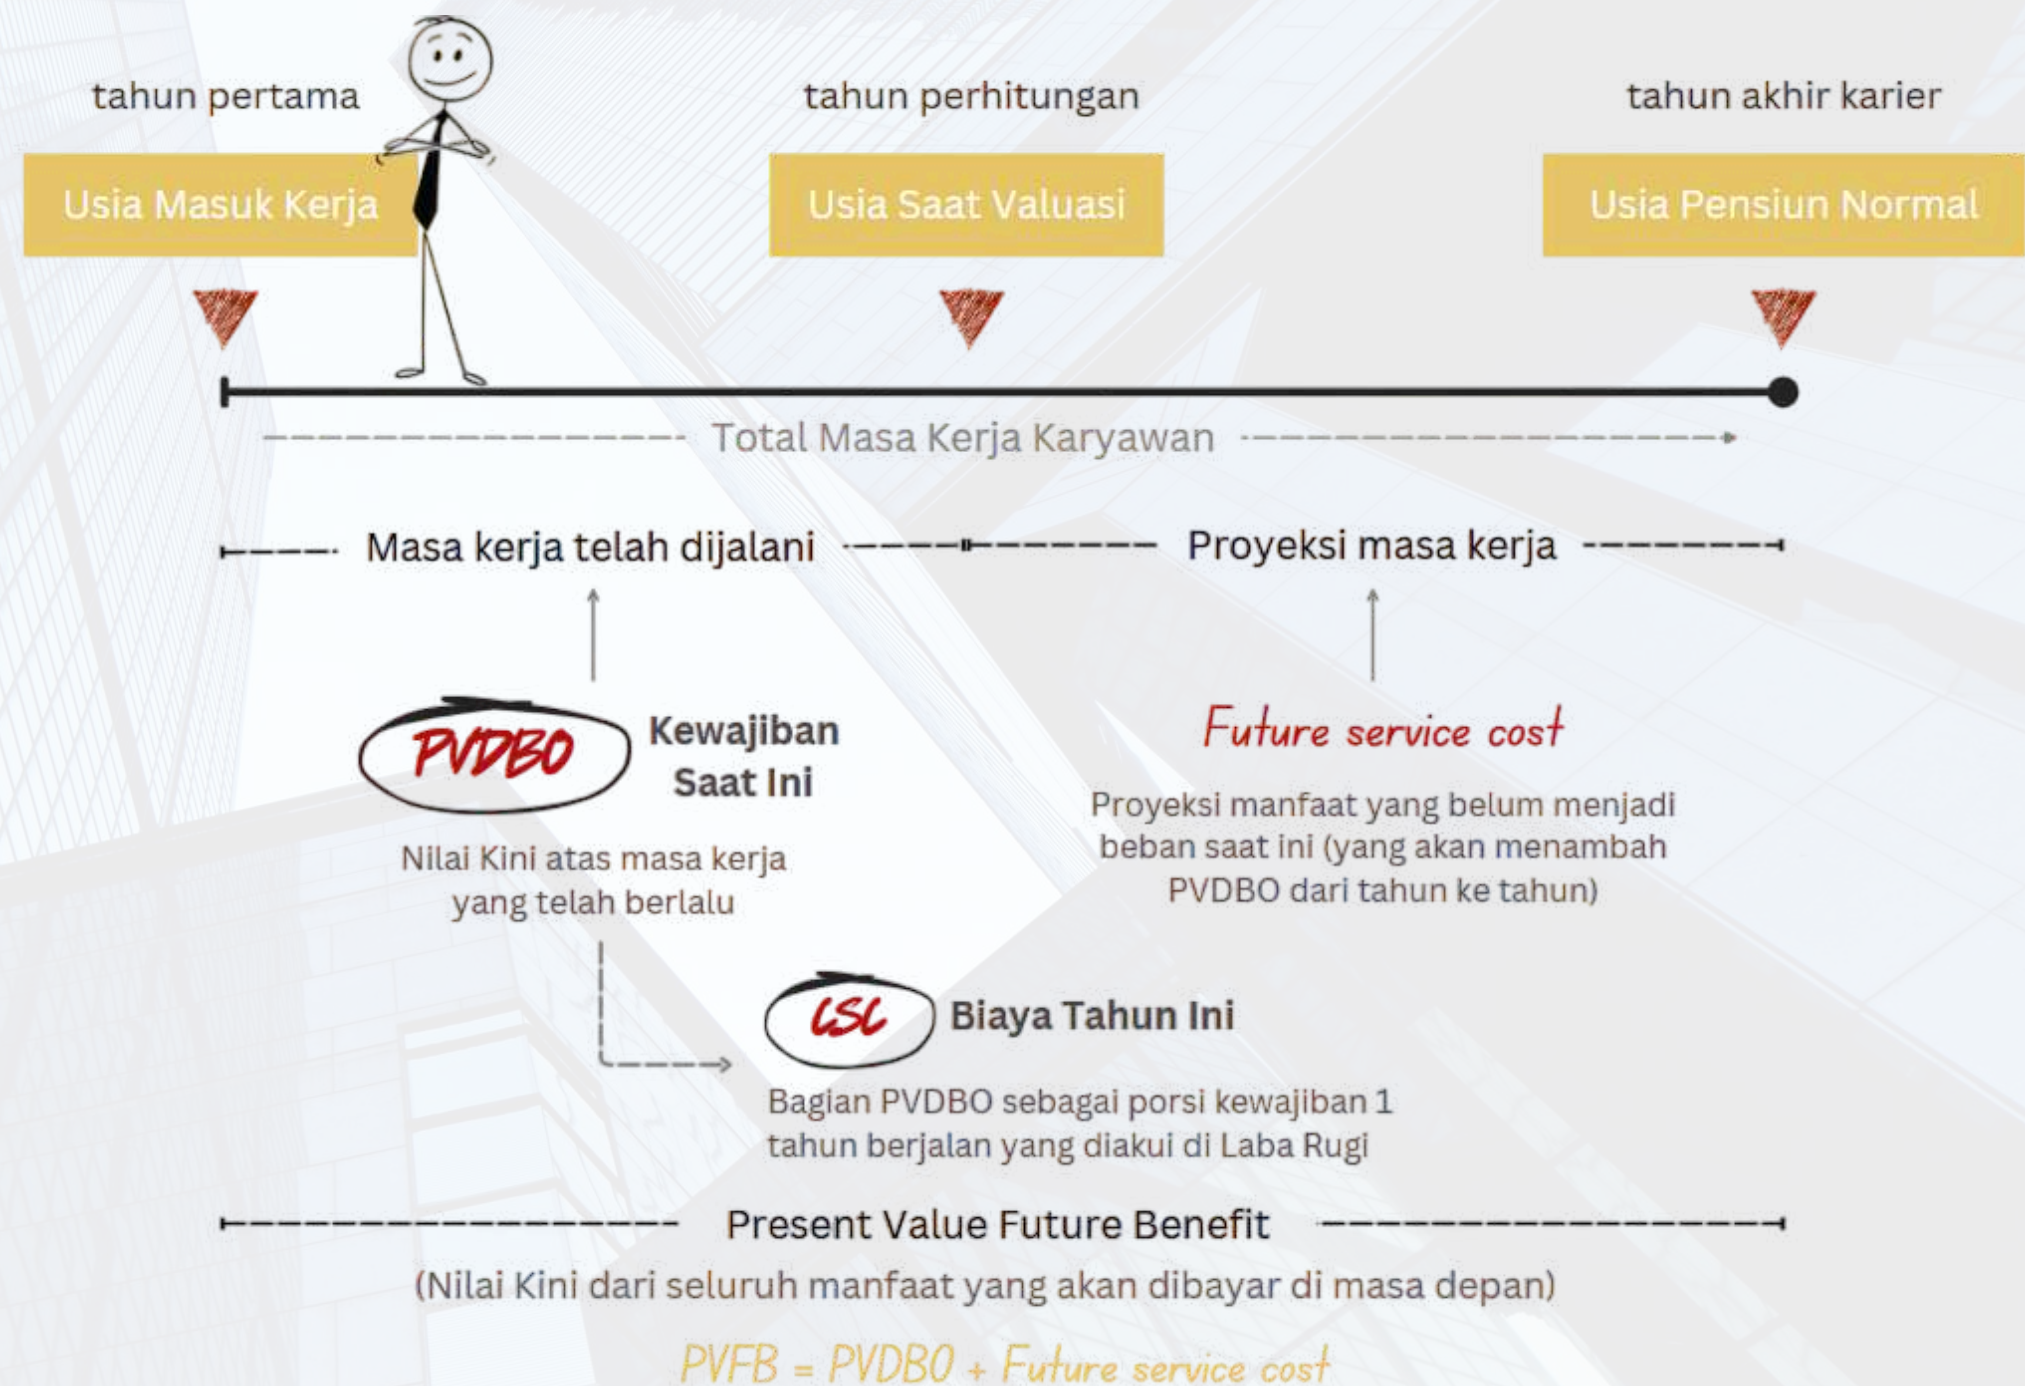 tahun pertama
tahun perhitungan
tahun akhir karier
Usia Masuk Kerja
Usia Saat Valuasi
Usia Pensiun Normal
Total Masa Kerja Karyawan
Masa kerja telah dijalani
Proyeksi masa kerja
PVDBO
Kewajiban
Saat Ini
Nilai Kini atas masa kerja
yang telah berlalu
Future service cost
Proyeksi manfaat yang belum menjadi
beban saat ini (yang akan menambah
PVDBO dari tahun ke tahun)
CSC
Biaya Tahun Ini
Bagian PVDBO sebagai porsi kewajiban 1
tahun berjalan yang diakui di Laba Rugi
Present Value Future Benefit
(Nilai Kini dari seluruh manfaat yang akan dibayar di masa depan)
PVFB = PVDBO + Future service cost